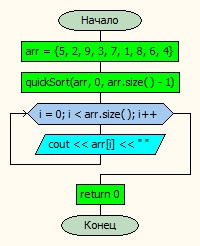 Начало
arr = {5, 2, 9, 3, 7, 1, 8, 6, 4}
quickSort(arr, 0, arr.size() - 1)
i = 0; i < arr.size(); i++
cout << arr[i] << " "
return 0
Конец